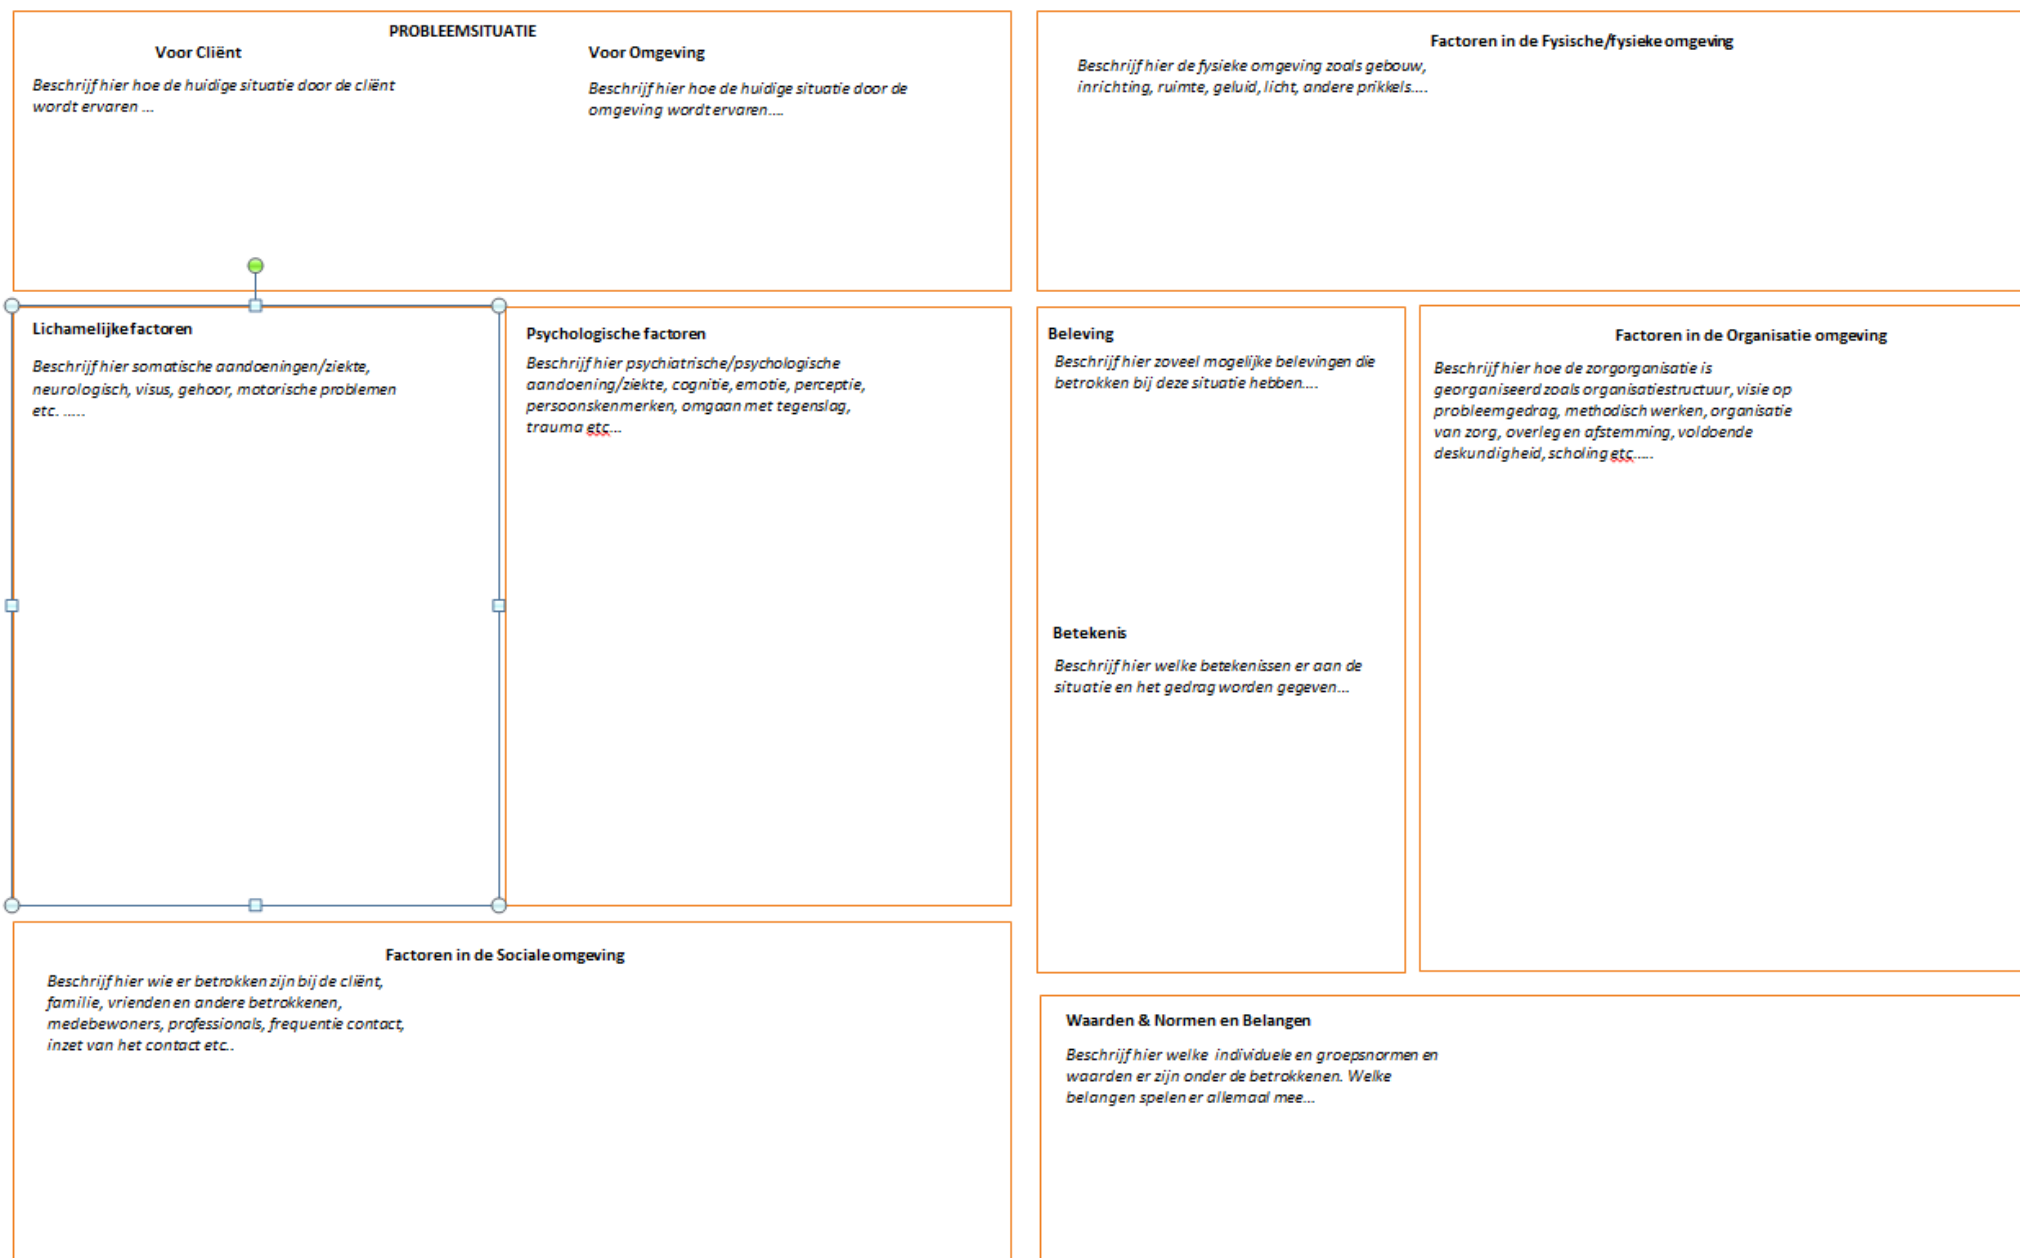 PROBLEEMSITUATIE
Voor Cliënt
Beschrijf hier hoe de huidige situatie door de cliënt
wordt ervaren ...
Voor Omgeving
Beschrijf hier hoe de huidige situatie door de
omgeving wordt ervaren....
Factoren in de Fysische/fysieke omgeving
Beschrijf hier de fysieke omgeving zoals gebouw,
inrichting, ruimte, geluid, licht, andere prikkels....
Lichamelijke factoren
Beschrijf hier somatische aandoeningen/ziekte,
neurologisch, visus, gehoor, motorische problemen
etc. .....
Psychologische factoren
Beschrijf hier psychiatrische/psychologische
aandoening/ziekte, cognitie, emotie, perceptie,
persoonskenmerken, omgaan met tegenslag,
trauma etc...
Beleving
Beschrijf hier zoveel mogelijke belevingen die
betrokken bij deze situatie hebben....
Betekenis
Beschrijf hier welke betekenissen er aan de
situatie en het gedrag worden gegeven...
Factoren in de Organisatie omgeving
Beschrijf hier hoe de zorgorganisatie is
georganiseerd zoals organisatiestructuur, visie op
probleemgedrag, methodisch werken, organisatie
van zorg, overleg en afstemming, voldoende
deskundigheid, scholing etc.....
Factoren in de Sociale omgeving
Beschrijf hier wie er betrokken zijn bij de cliënt,
familie, vrienden en andere betrokkenen,
medebewoners, professionals, frequentie contact,
inzet van het contact etc..
Waarden & Normen en Belangen
Beschrijf hier welke individuele en groepsnormen en
waarden er zijn onder de betrokkenen. Welke
belangen spelen er allemaal mee...